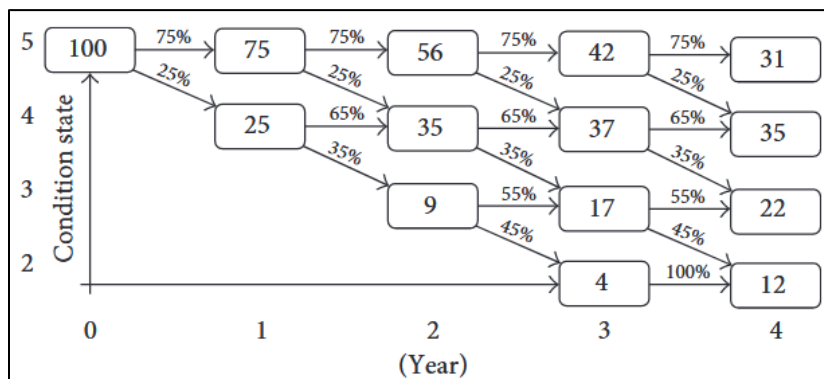 5 100 75% 75 75% 56 75% 42 75% 31
25% 25% 25% 25%
4 25 65% 35 65% 37 65% 35
35% 35% 35%
3 9 55% 17 55% 22
45% 45%
2 4 100% 12
Condition state
0 1 2 3 4
(Year)